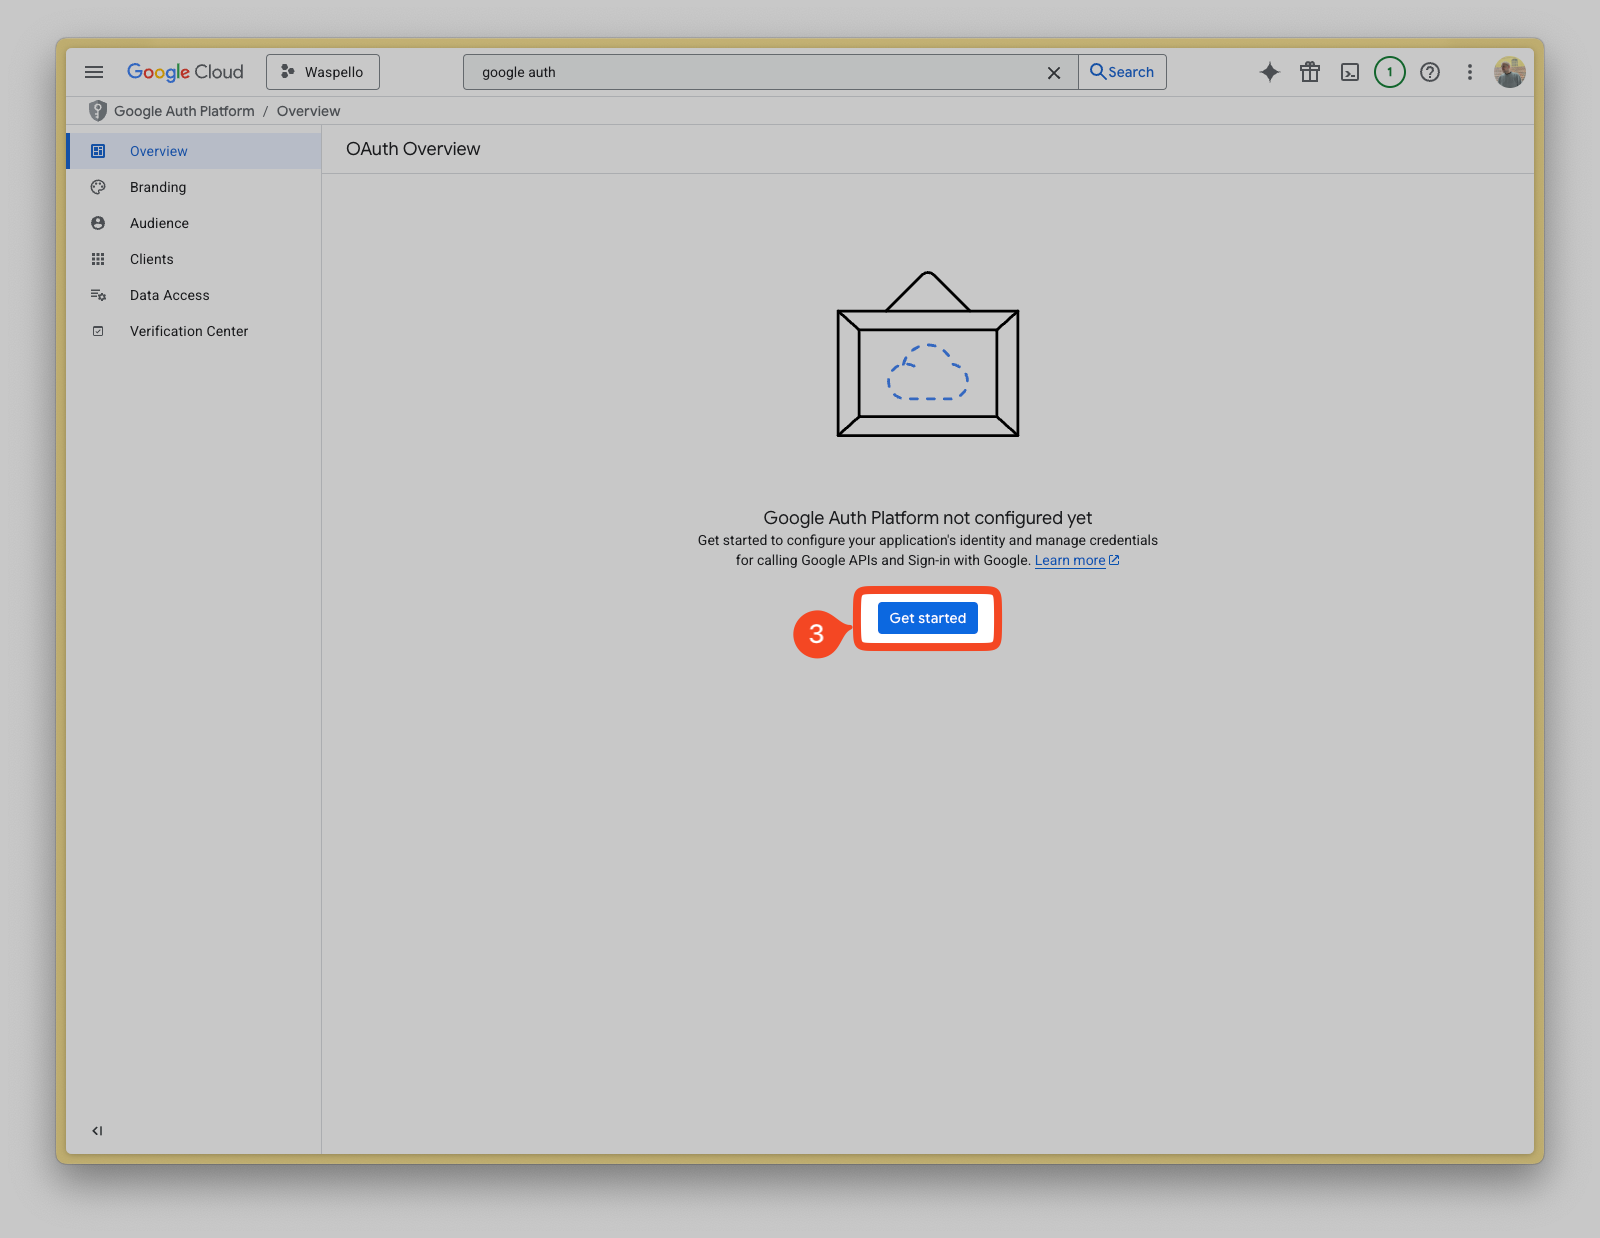 Google Cloud
Waspello
google auth
Search
1
Google Auth Platform / Overview
Overview
Branding
Audience
Clients
Data Access
Verification Center
OAuth Overview
Google Auth Platform not configured yet
Get started to configure your application's identity and manage credentials
for calling Google APIs and Sign-in with Google. Learn more
3
Get started